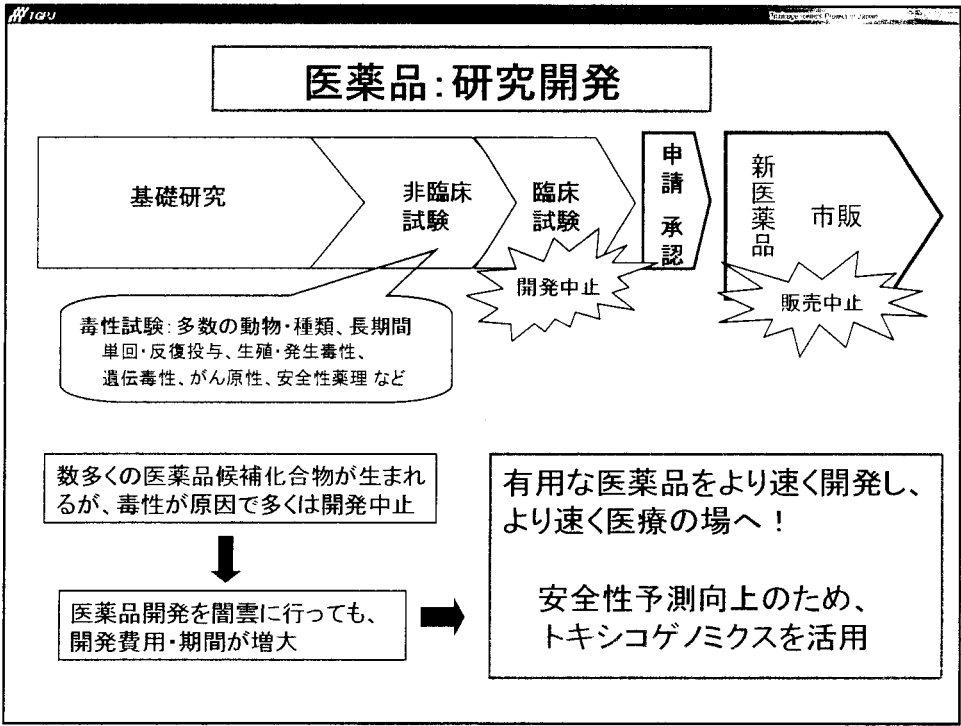 医薬品:研究開発
基礎研究
非臨床
試験
臨床
試験
申請 承認
新医薬品
市販
開発中止
販売中止
毒性試験:多数の動物・種類、長期間
単回・反復投与、生殖・発生毒性、
遺伝毒性、がん原性、安全性薬理 など
数多くの医薬品候補化合物が生まれ
るが、毒性が原因で多くは開発中止
医薬品開発を闇雲に行っても、
開発費用・期間が増大
有用な医薬品をより速く開発し、
より速く医療の場へ!
安全性予測向上のため、
トキシコゲノミクスを活用